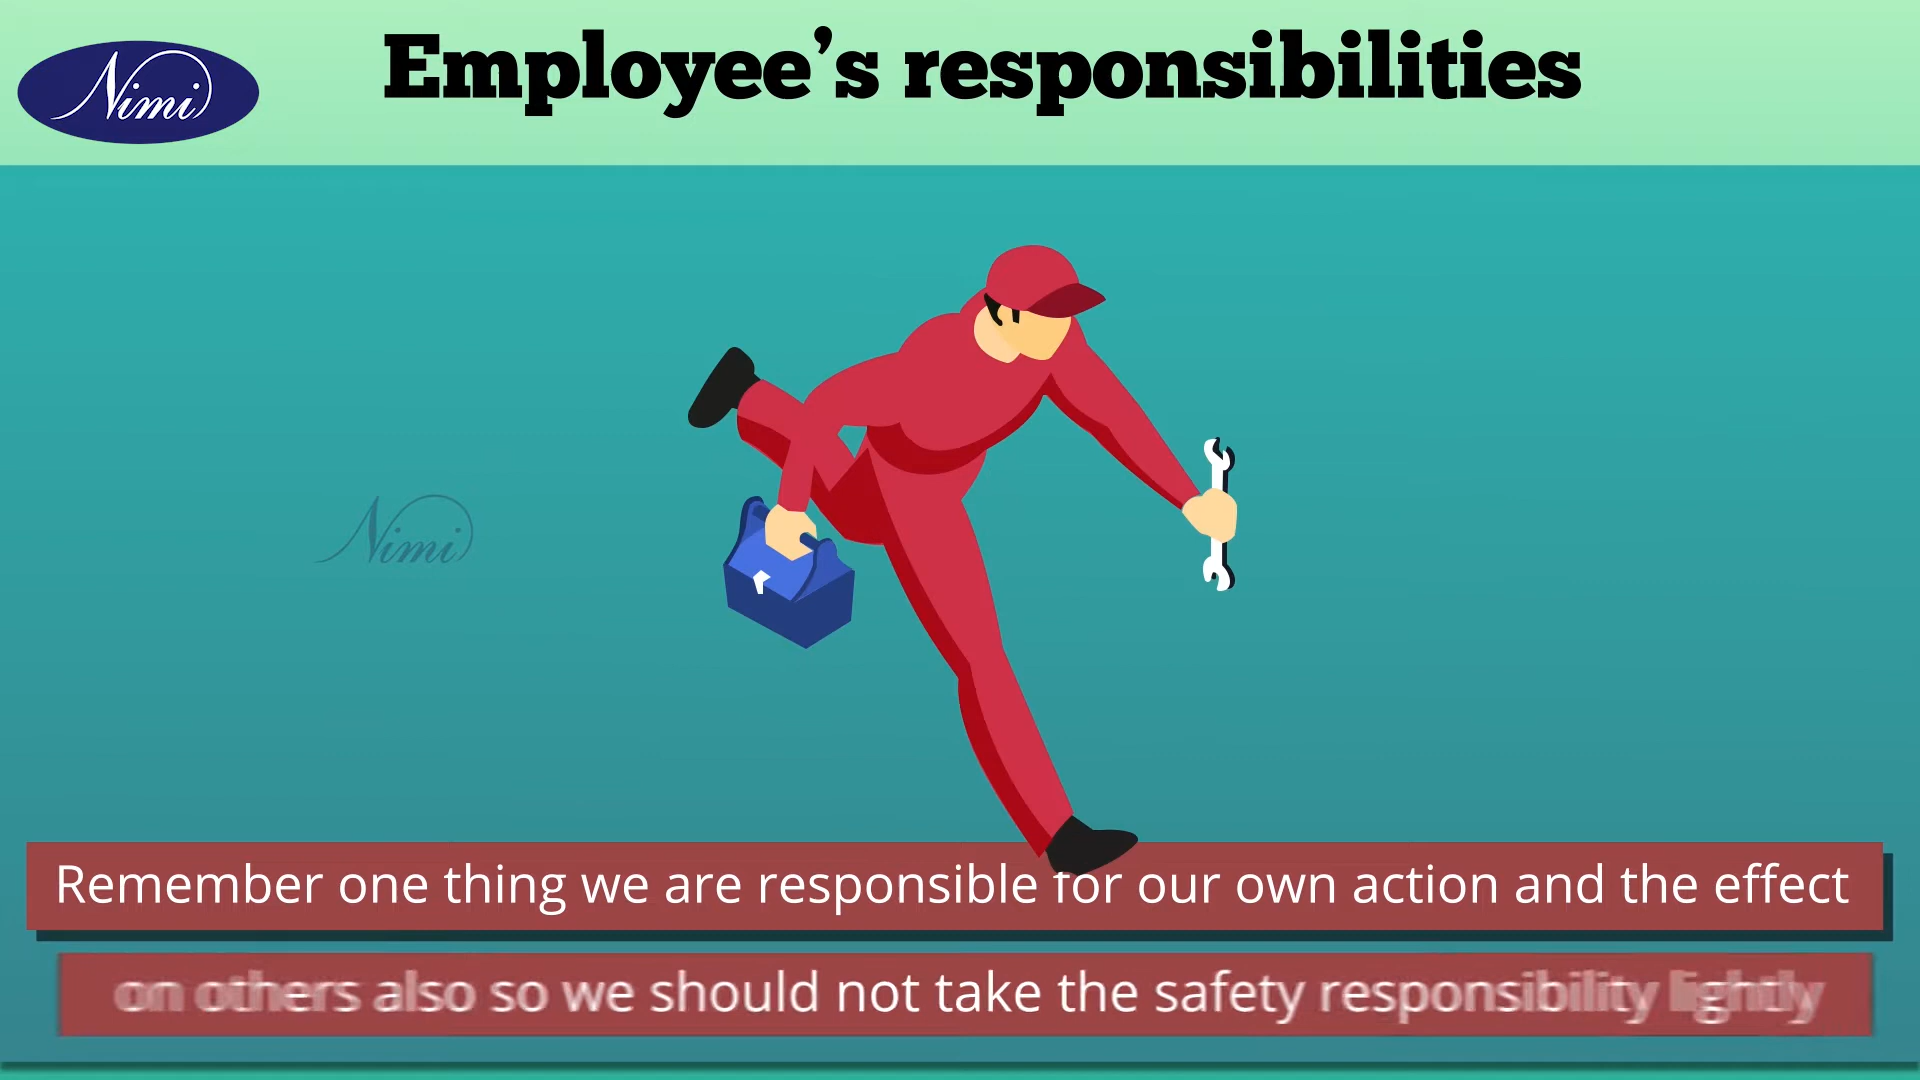 Nimi
Employee's responsibilities
Nimi
Remember one thing we are responsible for our own action and the effect
on others also so we should not take the safety responsibility lightly